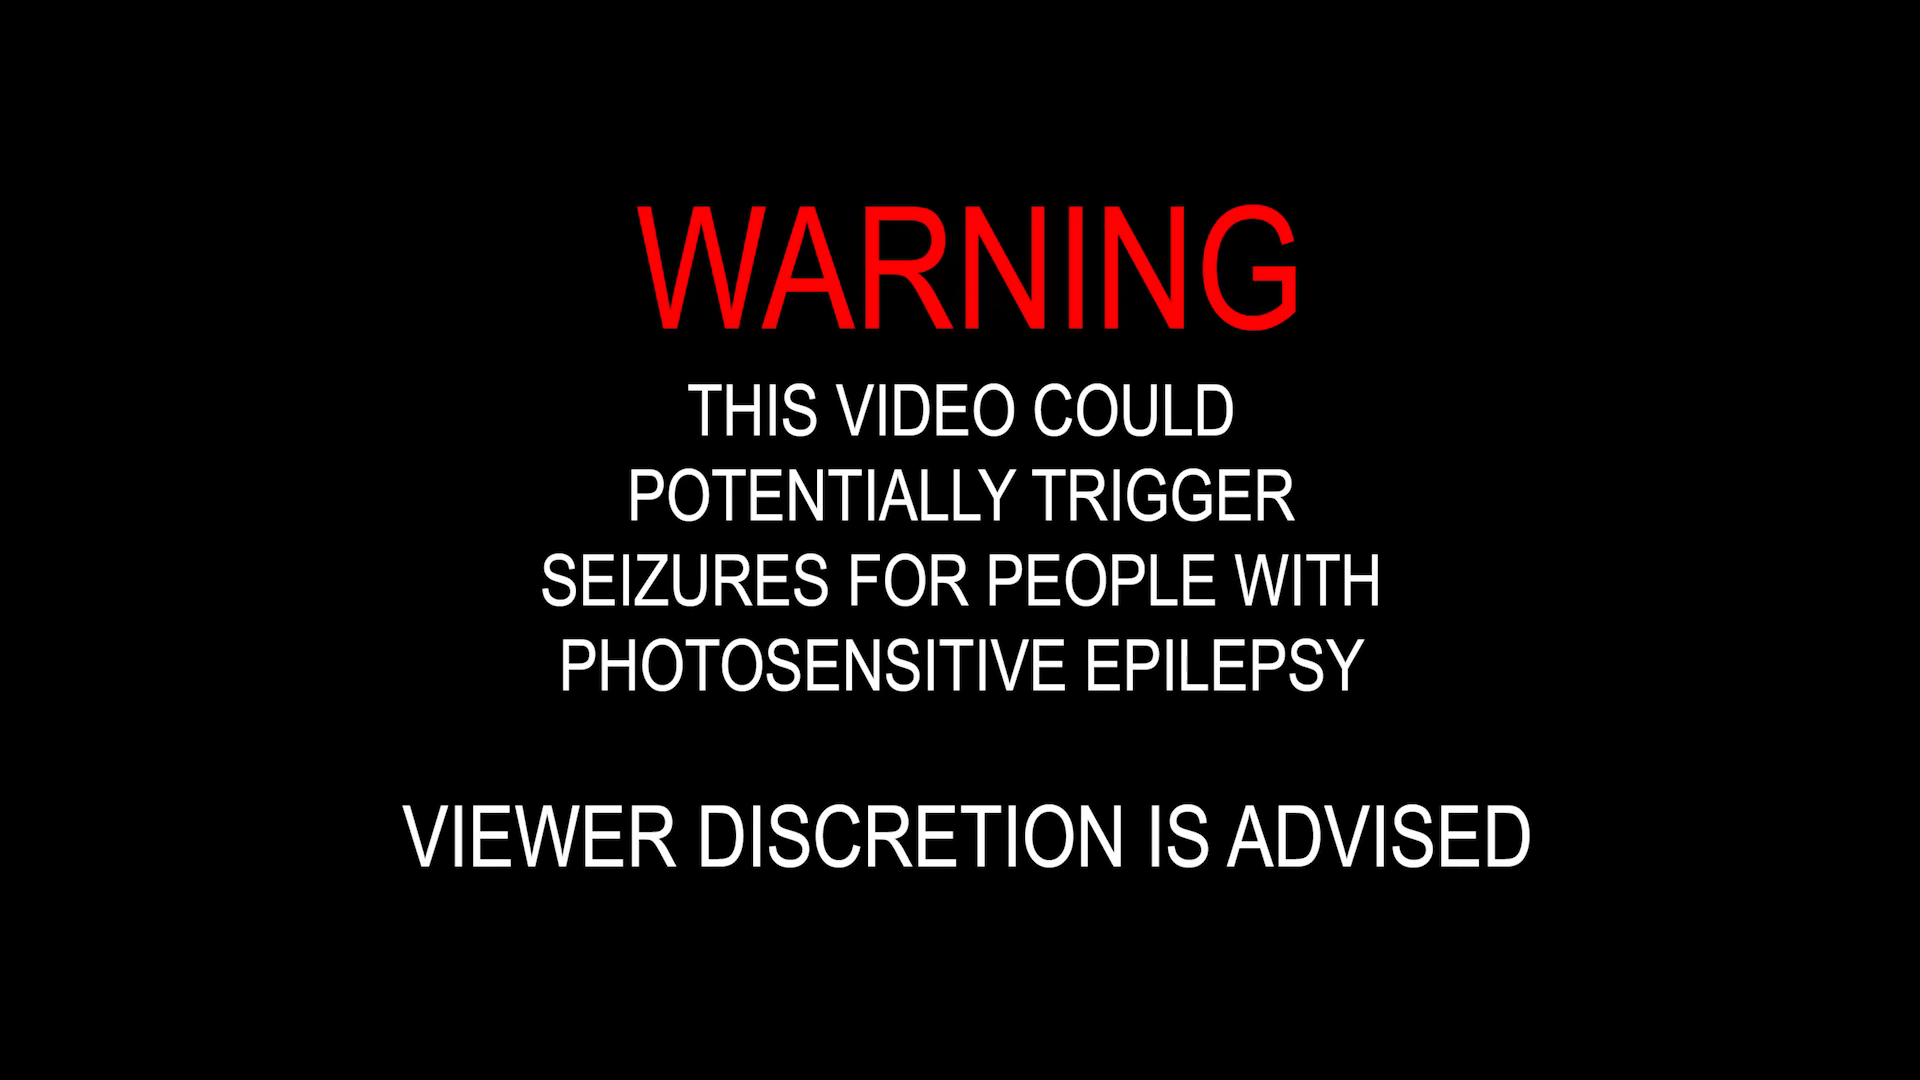 WARNING
THIS VIDEO COULD
POTENTIALLY TRIGGER
SEIZURES FOR PEOPLE WITH
PHOTOSENSITIVE EPILEPSY
VIEWER DISCRETION IS ADVISED